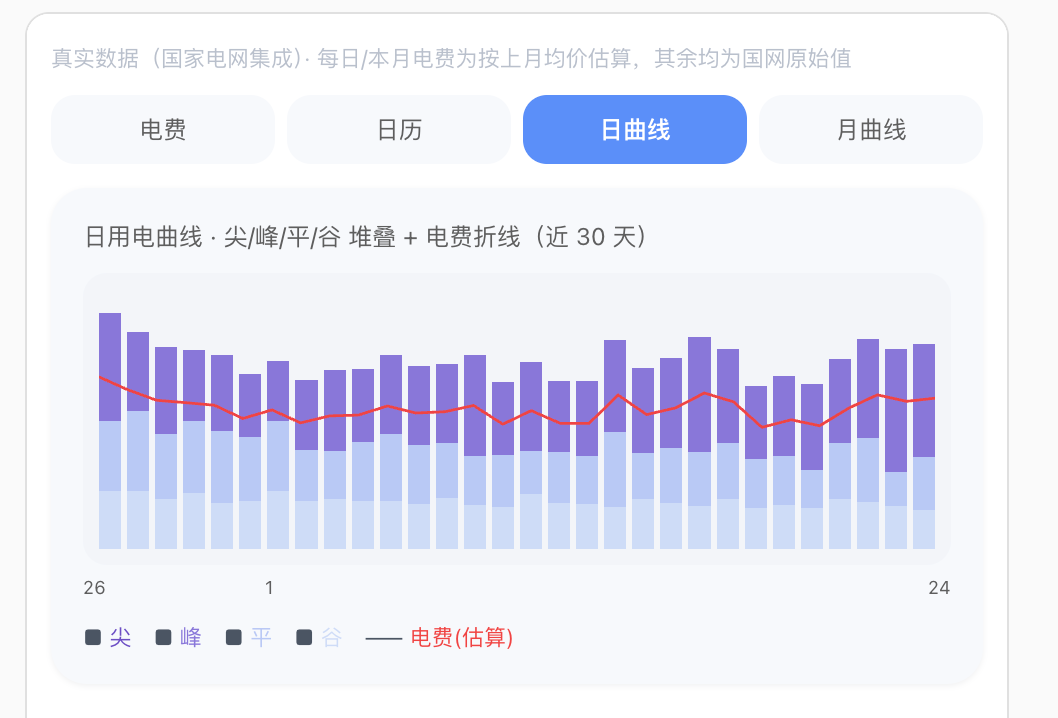 真实数据（国家电网集成）· 每日/本月电费为按上月均价估算，其余均为国网原始值
电费 日历 日曲线 月曲线
日用电曲线 · 尖/峰/平/谷 堆叠 + 电费折线（近 30 天）
26 1 24
尖 峰 平 谷 电费(估算)